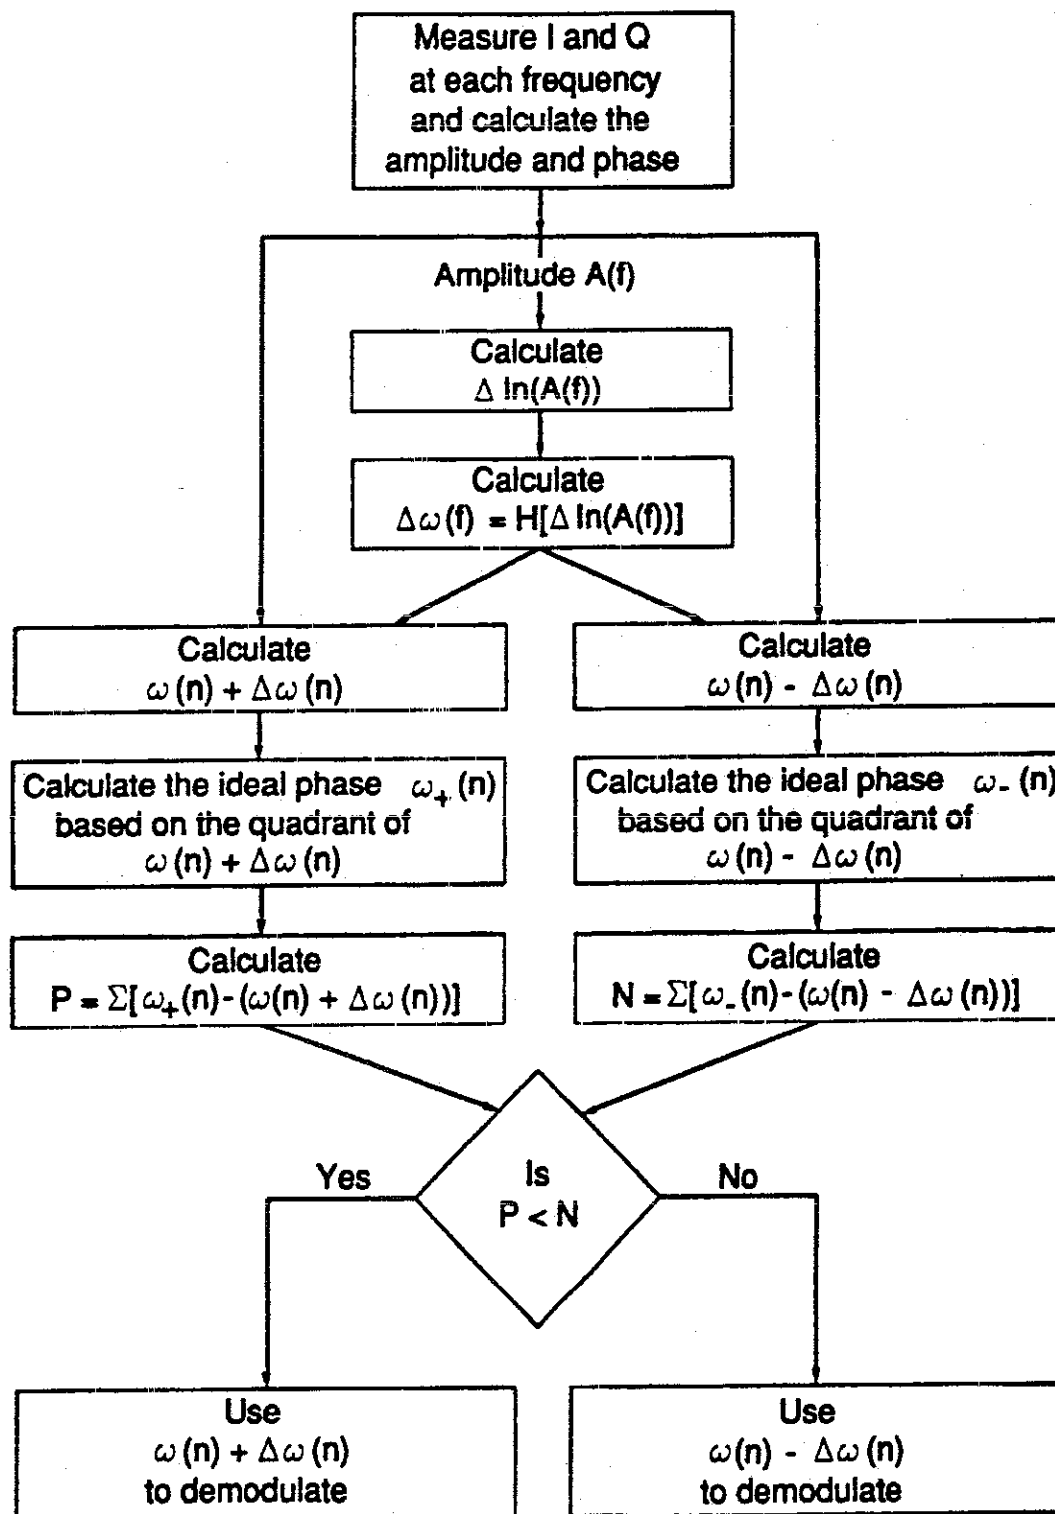 Measure I and Q
at each frequency
and calculate the
amplitude and phase
Amplitude A(f)
Calculate
Δ ln(A(f))
Calculate
Δω(f) = H[Δ ln(A(f))]
Calculate
ω(n) + Δω(n)
Calculate
ω(n) - Δω(n)
Calculate the ideal phase ω₊(n)
based on the quadrant of
ω(n) + Δω(n)
Calculate the ideal phase ω₋(n)
based on the quadrant of
ω(n) - Δω(n)
Calculate
P = Σ[ω₊(n)-(ω(n) + Δω(n))]
Calculate
N = Σ[ω₋(n)-(ω(n) - Δω(n))]
Is
P < N
Yes
No
Use
ω(n) + Δω(n)
to demodulate
Use
ω(n) - Δω(n)
to demodulate